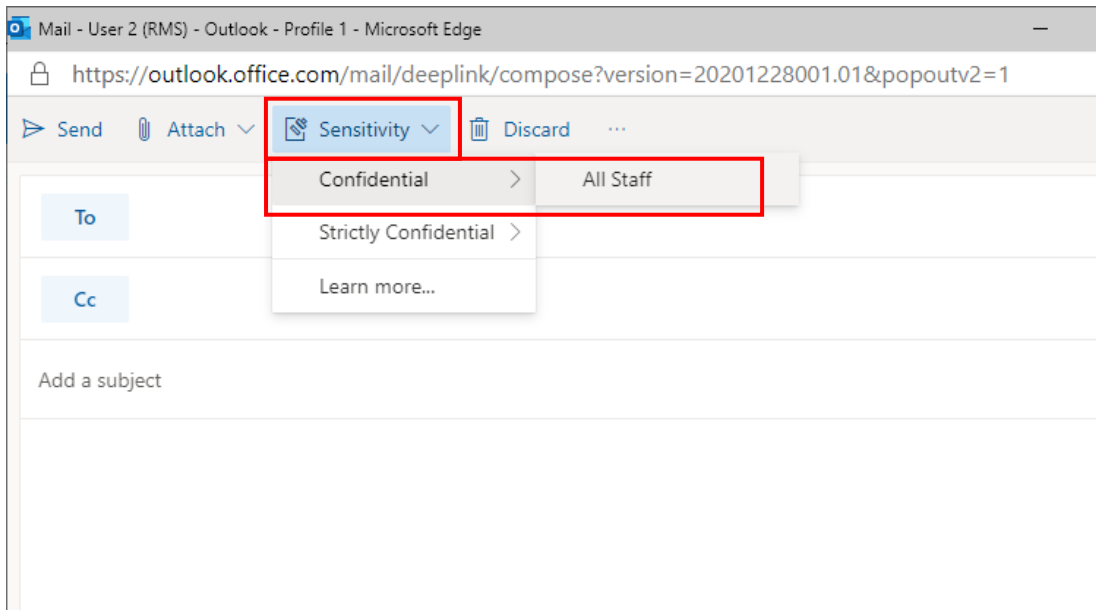 Mail - User 2 (RMS) - Outlook - Profile 1 - Microsoft Edge
https://outlook.office.com/mail/deeplink/compose?version=20201228001.01&popoutv2=1
Send Attach Sensitivity Discard ...
Confidential All Staff
To
Strictly Confidential
Learn more...
Cc
Add a subject